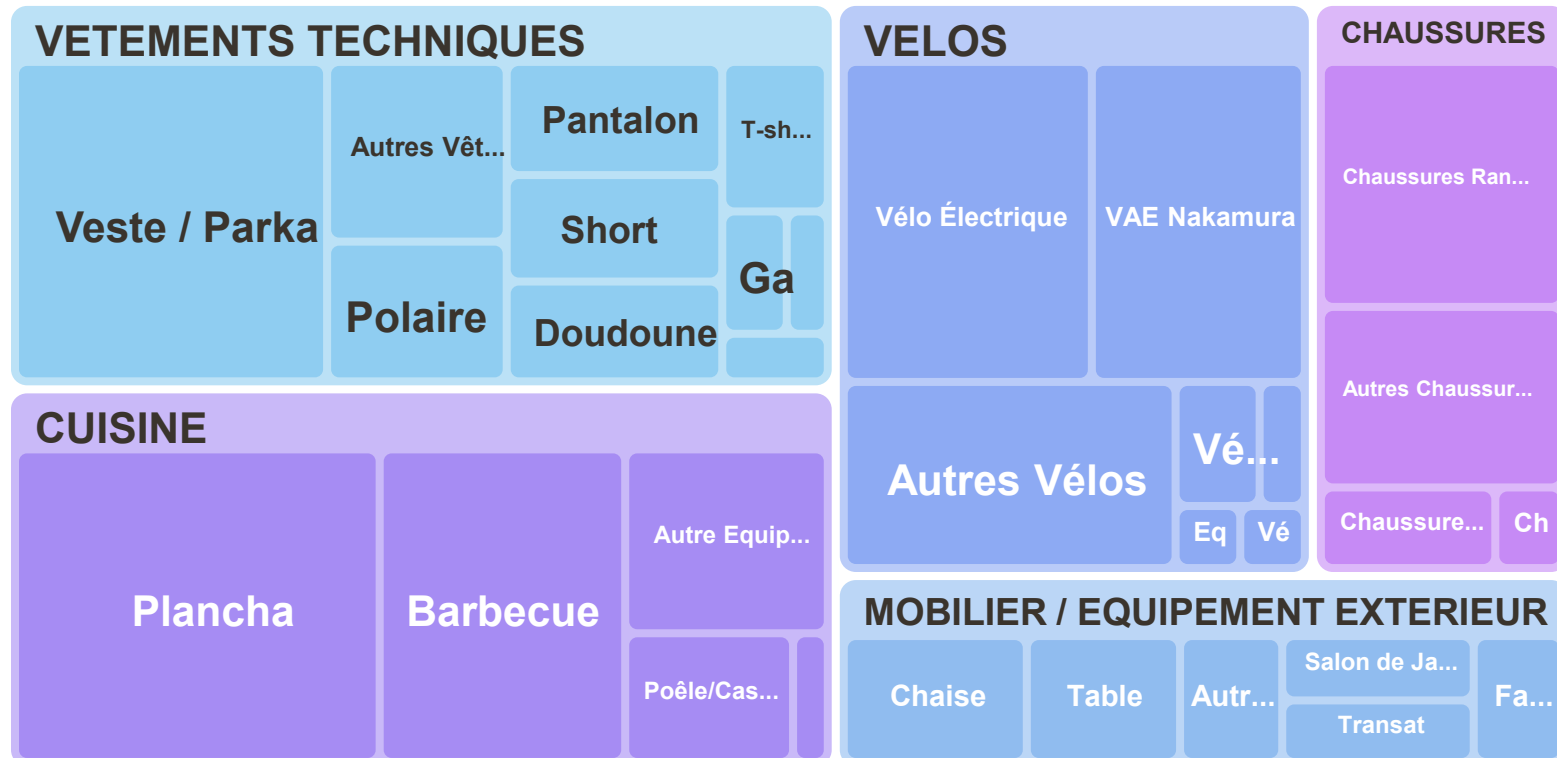 VETEMENTS TECHNIQUES
Veste / Parka
Autres Vêt...
Polaire
Pantalon
Short
Doudoune
T-sh...
Ga
CUISINE
Plancha
Barbecue
Autre Equip...
Poêle/Cas...
VELOS
Vélo Électrique
VAE Nakamura
Autres Vélos
Vé...
Eq
Vé
CHAUSSURES
Chaussures Ran...
Autres Chaussur...
Chaussure...
Ch
MOBILIER / EQUIPEMENT EXTERIEUR
Chaise
Table
Autr...
Salon de Ja...
Transat
Fa...